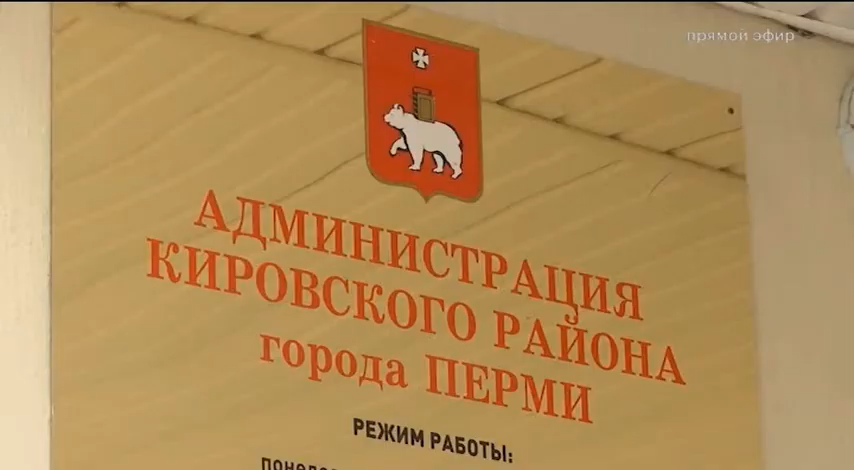 прямой эфир
АДМИНИСТРАЦИЯ
КИРОВСКОГО РАЙОНА
города ПЕРМИ
РЕЖИМ РАБОТЫ: